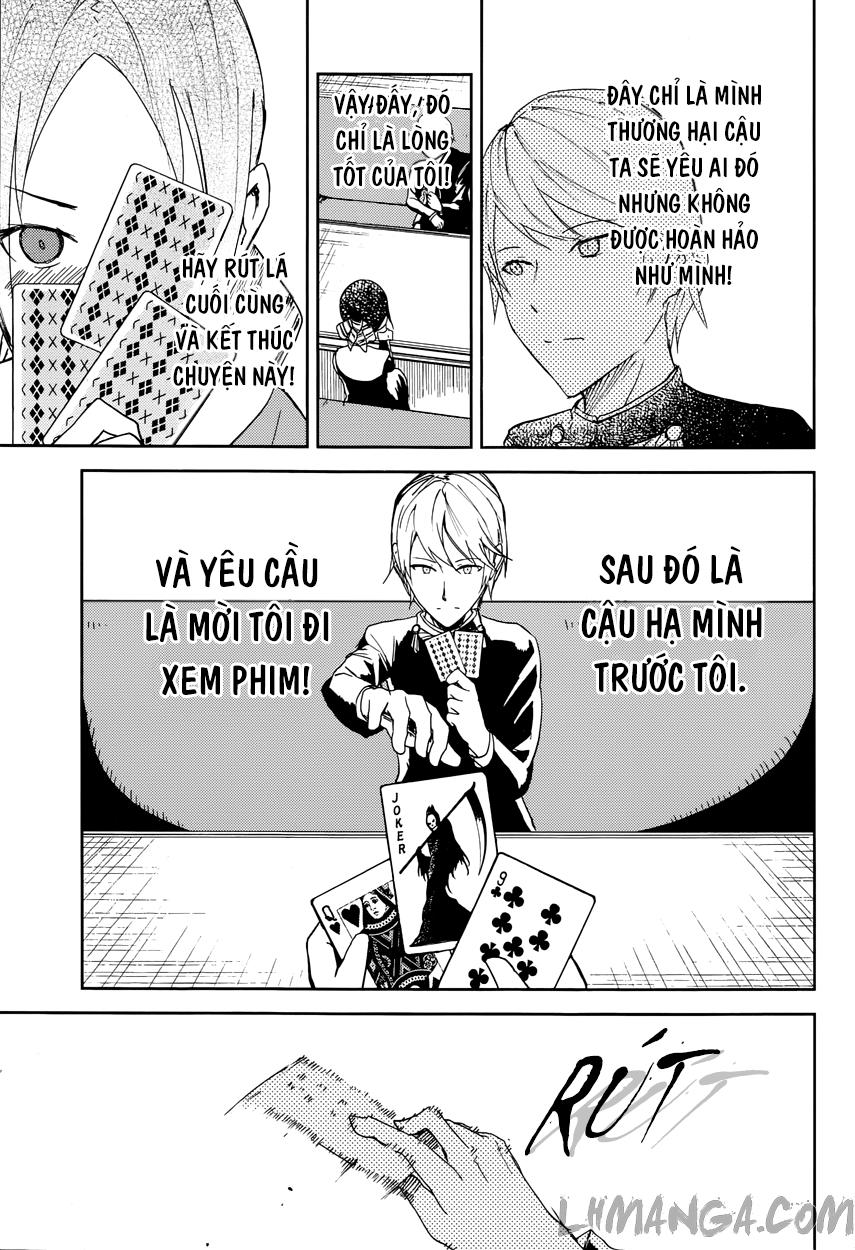 ĐÂY CHỈ LÀ MÌNH
THƯƠNG HẠI CẬU
TA SẼ YÊU AI ĐÓ
NHƯNG KHÔNG
ĐƯỢC HOÀN HẢO
NHƯ MINH!
VẬY ĐẤY, ĐÓ
CHỈ LÀ LÒNG
TỐT CỦA TÔI!
HÃY RÚT LÁ
CUỐI CUNG
VÀ KẾT THÚC
CHUYỆN NÀY!
SAU ĐÓ LÀ
CẬU HẠ MÌNH
TRƯỚC TÔI.
VÀ YÊU CẦU
LÀ MỜI TÔI ĐI
XEM PHIM!
JOKER
Q
9
RÚT
LHMANGA.COM